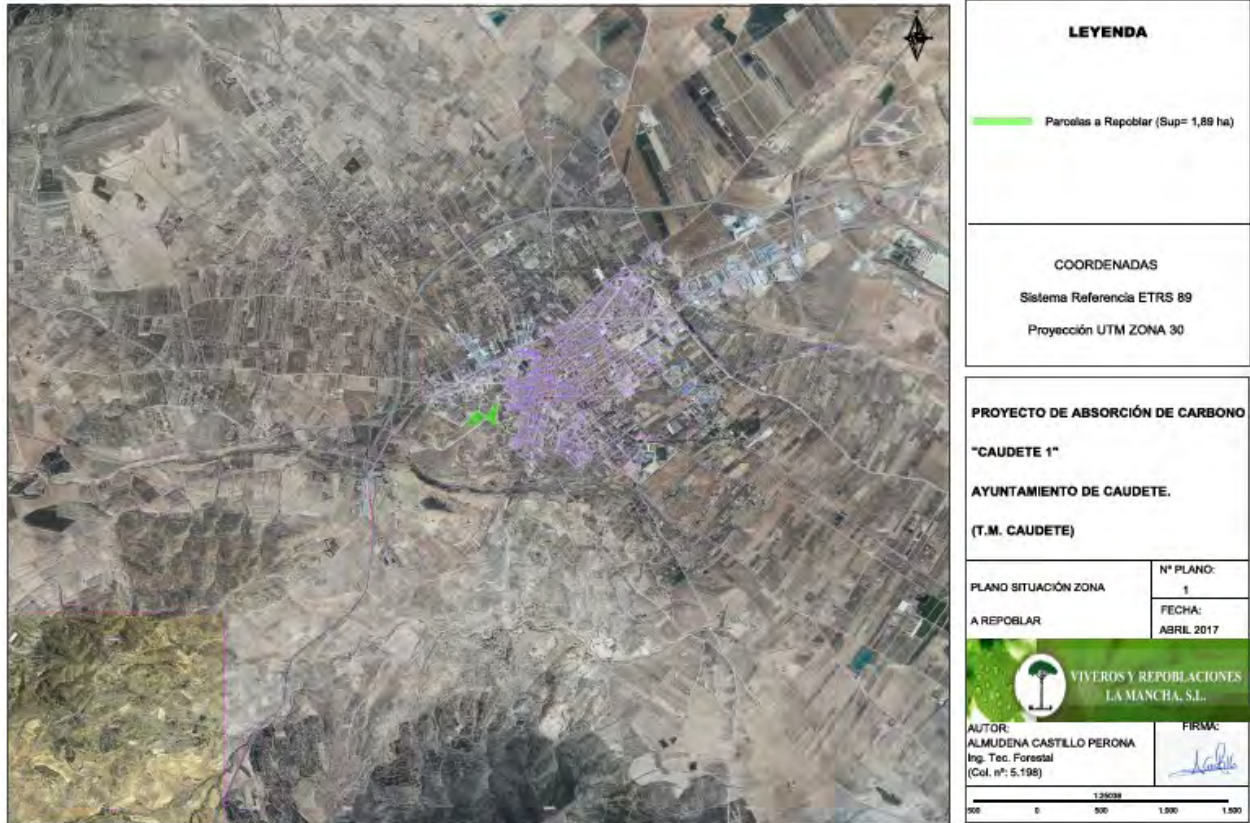 LEYENDA
Parcelas a Repoblar (Sup= 1,89 ha)
COORDENADAS
Sistema Referencia ETRS 89
Proyección UTM ZONA 30
PROYECTO DE ABSORCIÓN DE CARBONO
"CAUDETE 1"
AYUNTAMIENTO DE CAUDETE.
(T.M. CAUDETE)
PLANO SITUACIÓN ZONA
A REPOBLAR
Nº PLANO:
1
FECHA:
ABRIL 2017
VIVEROS Y REPOBLACIONES
LA MANCHA, S.L.
AUTOR:
ALMUDENA CASTILLO PERONA
Ing. Tec. Forestal
(Col. nº: 5.198)
FIRMA:
500 0 500 1.000 1.500